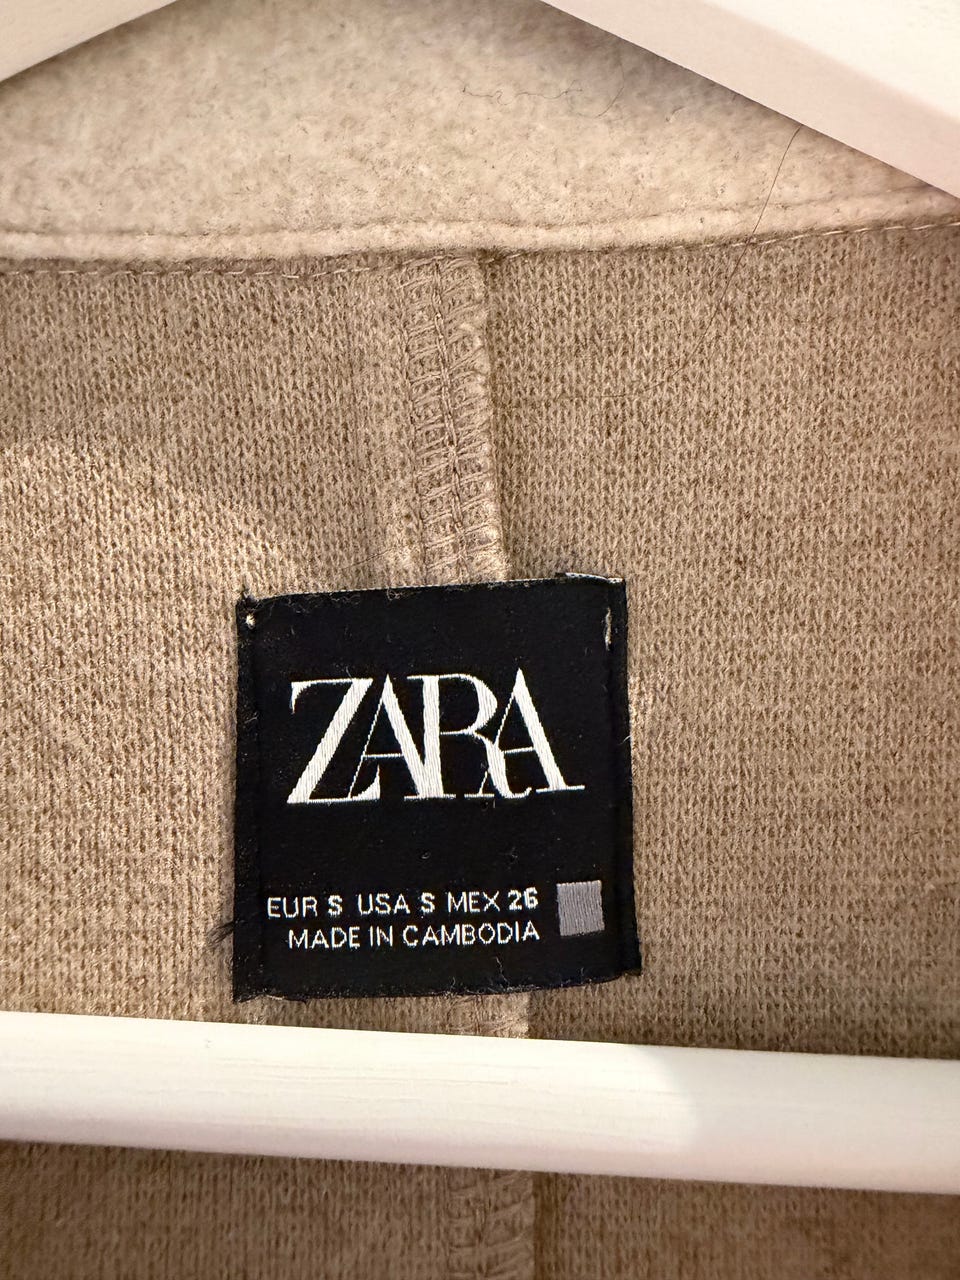 ZARA
EUR S USA S MEX 26
MADE IN CAMBODIA